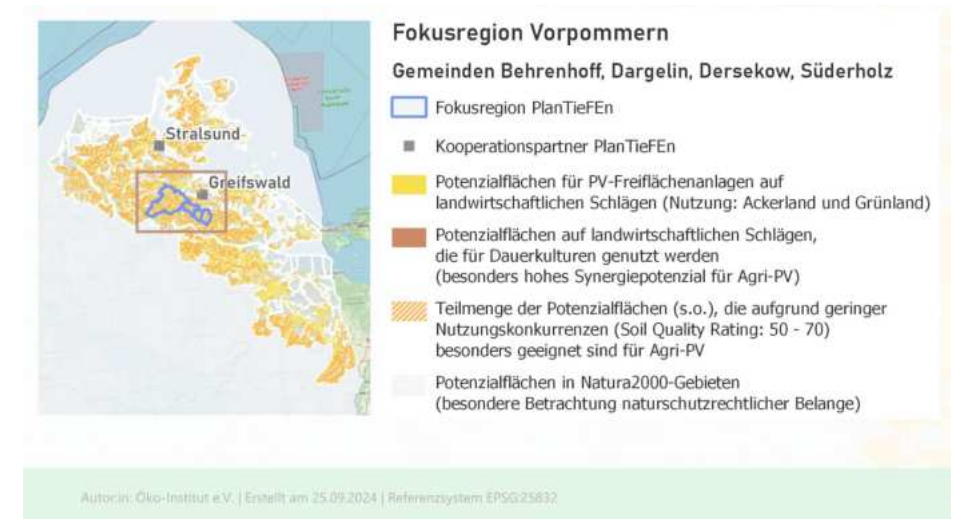 Fokusregion Vorpommern
Gemeinden Behrenhoff, Dargelin, Dersekow, Süderholz
Fokusregion PlanTieFEn
Kooperationspartner PlanTieFEn
Potenzialflächen für PV-Freiflächenanlagen auf
landwirtschaftlichen Schlägen (Nutzung: Ackerland und Grünland)
Potenzialflächen auf landwirtschaftlichen Schlägen,
die für Dauerkulturen genutzt werden
(besonders hohes Synergiepotenzial für Agri-PV)
Teilmenge der Potenzialflächen (s.o.), die aufgrund geringer
Nutzungskonkurrenzen (Soil Quality Rating: 50 - 70)
besonders geeignet sind für Agri-PV
Potenzialflächen in Natura2000-Gebieten
(besondere Betrachtung naturschutzrechtlicher Belange)
Stralsund
Greifswald
Autor:in: Öko-Institut e.V. | Erstellt am 25.09.2024 | Referenzsystem EPSG:25832